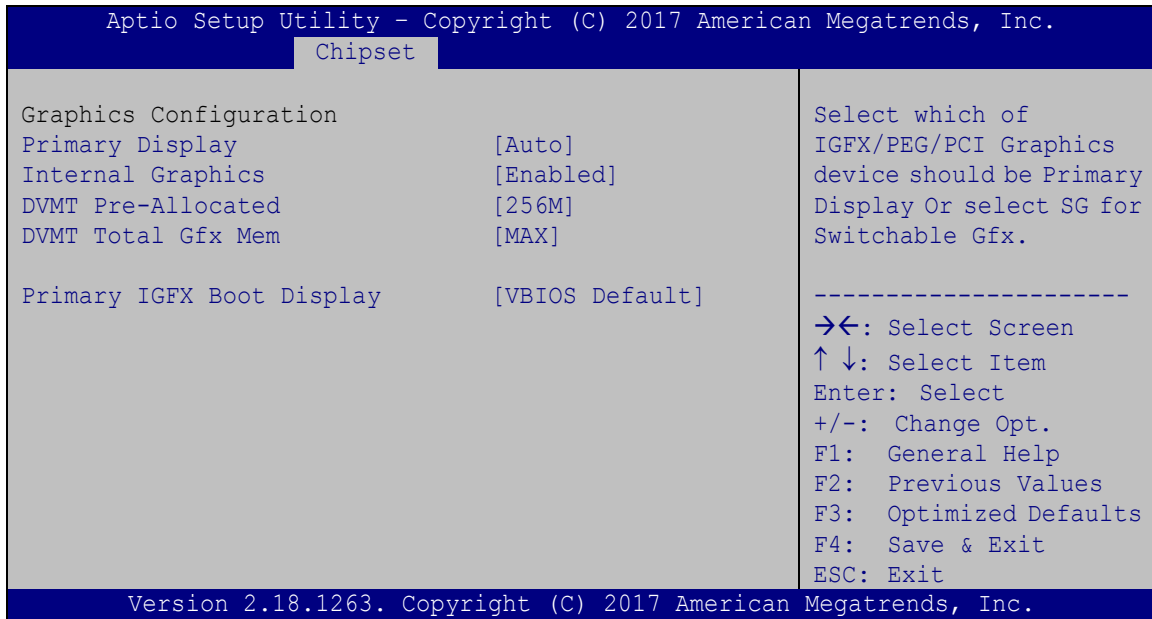 Aptio Setup Utility – Copyright (C) 2017 American Megatrends, Inc.
Chipset
Graphics Configuration
Primary Display [Auto]
Internal Graphics [Enabled]
DVMT Pre-Allocated [256M]
DVMT Total Gfx Mem [MAX]
Primary IGFX Boot Display [VBIOS Default]
Select which of
IGFX/PEG/PCI Graphics
device should be Primary
Display Or select SG for
Switchable Gfx.
----------------------
→←: Select Screen
↑ ↓: Select Item
Enter: Select
+/-: Change Opt.
F1: General Help
F2: Previous Values
F3: Optimized Defaults
F4: Save & Exit
ESC: Exit
Version 2.18.1263. Copyright (C) 2017 American Megatrends, Inc.